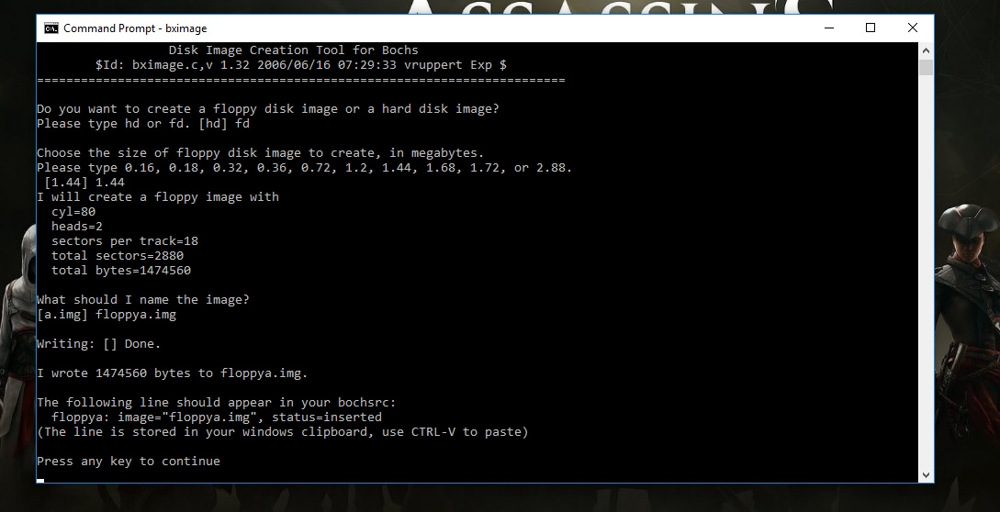 ASSASSIN'S
Command Prompt - bximage
Disk Image Creation Tool for Bochs
$Id: bximage.c,v 1.32 2006/06/16 07:29:33 vruppert Exp $
========================================================================
Do you want to create a floppy disk image or a hard disk image?
Please type hd or fd. [hd] fd
Choose the size of floppy disk image to create, in megabytes.
Please type 0.16, 0.18, 0.32, 0.36, 0.72, 1.2, 1.44, 1.68, 1.72, or 2.88.
[1.44] 1.44
I will create a floppy image with
cyl=80
heads=2
sectors per track=18
total sectors=2880
total bytes=1474560
What should I name the image?
[a.img] floppya.img
Writing: [] Done.
I wrote 1474560 bytes to floppya.img.
The following line should appear in your bochsrc:
floppya: image="floppya.img", status=inserted
(The line is stored in your windows clipboard, use CTRL-V to paste)
Press any key to continue